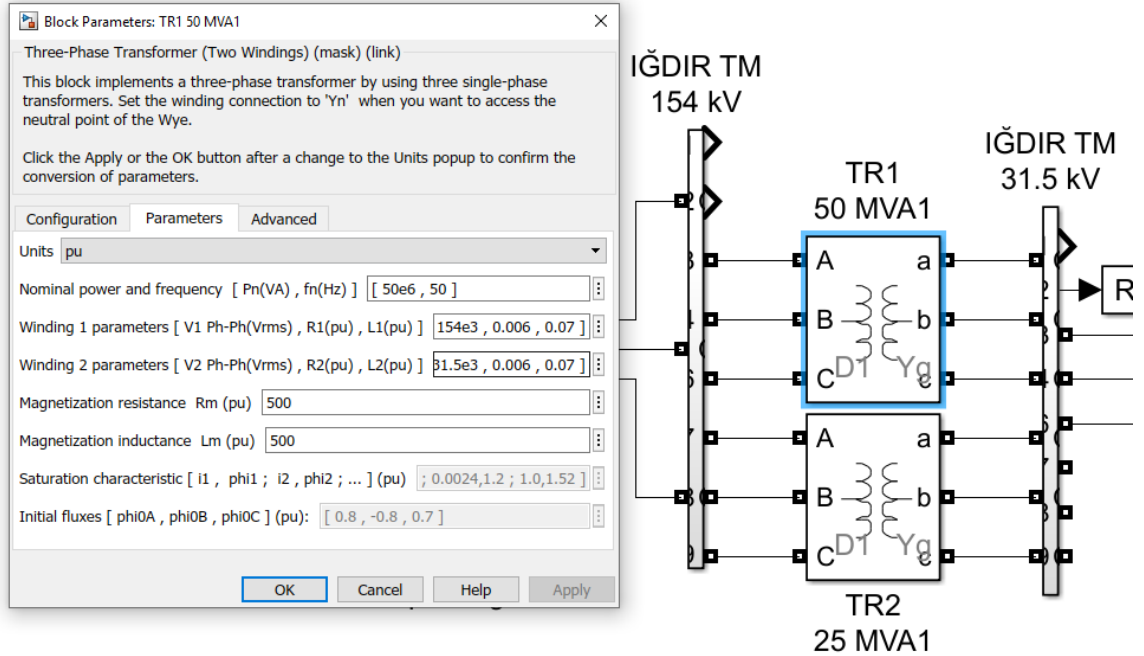 Block Parameters: TR1 50 MVA1
Three-Phase Transformer (Two Windings) (mask) (link)
This block implements a three-phase transformer by using three single-phase
transformers. Set the winding connection to 'Yn' when you want to access the
neutral point of the Wye.
Click the Apply or the OK button after a change to the Units popup to confirm the
conversion of parameters.
Configuration Parameters Advanced
Units pu
Nominal power and frequency [ Pn(VA) , fn(Hz) ] [ 50e6 , 50 ]
Winding 1 parameters [ V1 Ph-Ph(Vrms) , R1(pu) , L1(pu) ] 154e3 , 0.006 , 0.07 ]
Winding 2 parameters [ V2 Ph-Ph(Vrms) , R2(pu) , L2(pu) ] 31.5e3 , 0.006 , 0.07 ]
Magnetization resistance Rm (pu) 500
Magnetization inductance Lm (pu) 500
Saturation characteristic [ i1 , phi1 ; i2 , phi2 ; ... ] (pu) ; 0.0024,1.2 ; 1.0,1.52 ]
Initial fluxes [ phi0A , phi0B , phi0C ] (pu): [ 0.8 , -0.8 , 0.7 ]
OK Cancel Help Apply
IĞDIR TM
154 kV
TR1
50 MVA1
A a
B b
C D1 Yg c
A a
B b
C D1 Yg c
TR2
25 MVA1
IĞDIR TM
31.5 kV
R